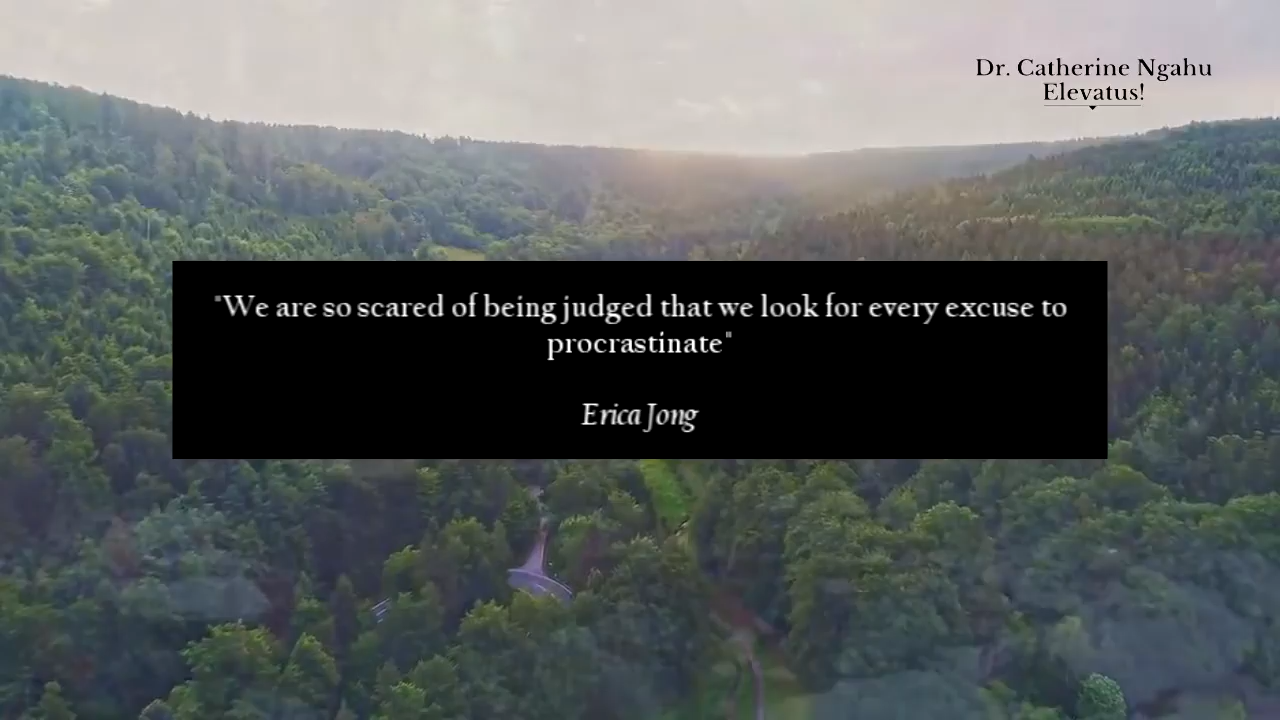 Dr. Catherine Ngahu
Elevatus!
"We are so scared of being judged that we look for every excuse to
procrastinate"
Erica Jong